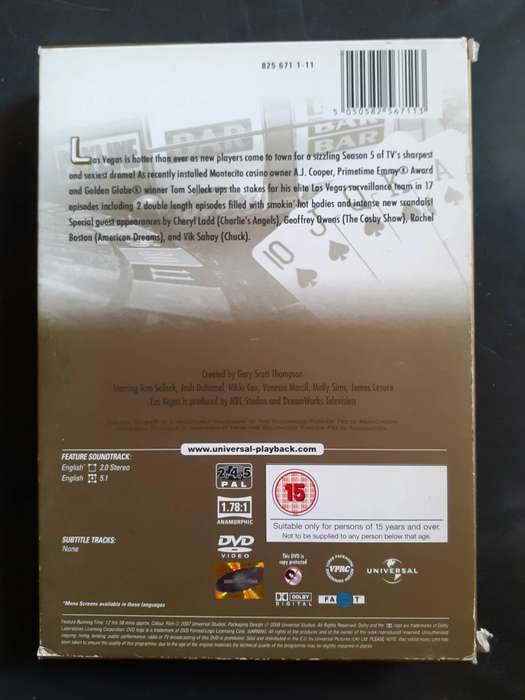 825 671 1-11
5 050582 567113
Las Vegas is hotter than ever as new players come to town for a sizzling Season 5 of TV's sharpest
and sexiest drama! As recently installed Montecito casino owner A.J. Cooper, Primetime Emmy® Award
and Golden Globe® winner Tom Selleck ups the stakes for his elite Las Vegas surveillance team in 17
episodes including 2 double length episodes filled with smokin' hot bodies and intense new scandals!
Special guest appearances by Cheryl Ladd (Charlie's Angels), Geoffrey Owens (The Cosby Show), Rachel
Boston (American Dreams), and Vik Sahay (Chuck).
BAR
BAR
BAR
10
Created by Gary Scott Thompson
Starring Tom Selleck, Josh Duhamel, Nikki Cox, Vanessa Marcil, Molly Sims, James Lesure
Las Vegas is produced by NBC Studios and DreamWorks Television
www.universal-playback.com
FEATURE SOUNDTRACK:
English 2.0 Stereo
English 5.1
SUBTITLE TRACKS:
None
*Menu Screens available in these languages
2,4,5
PAL
1.78:1
ANAMORPHIC
DVD
VIDEO
15
Suitable only for persons of 15 years and over.
Not to be supplied to any person below that age.
This DVD is
copy protected
VPRC
UNIVERSAL
DOLBY
DIGITAL
FACT